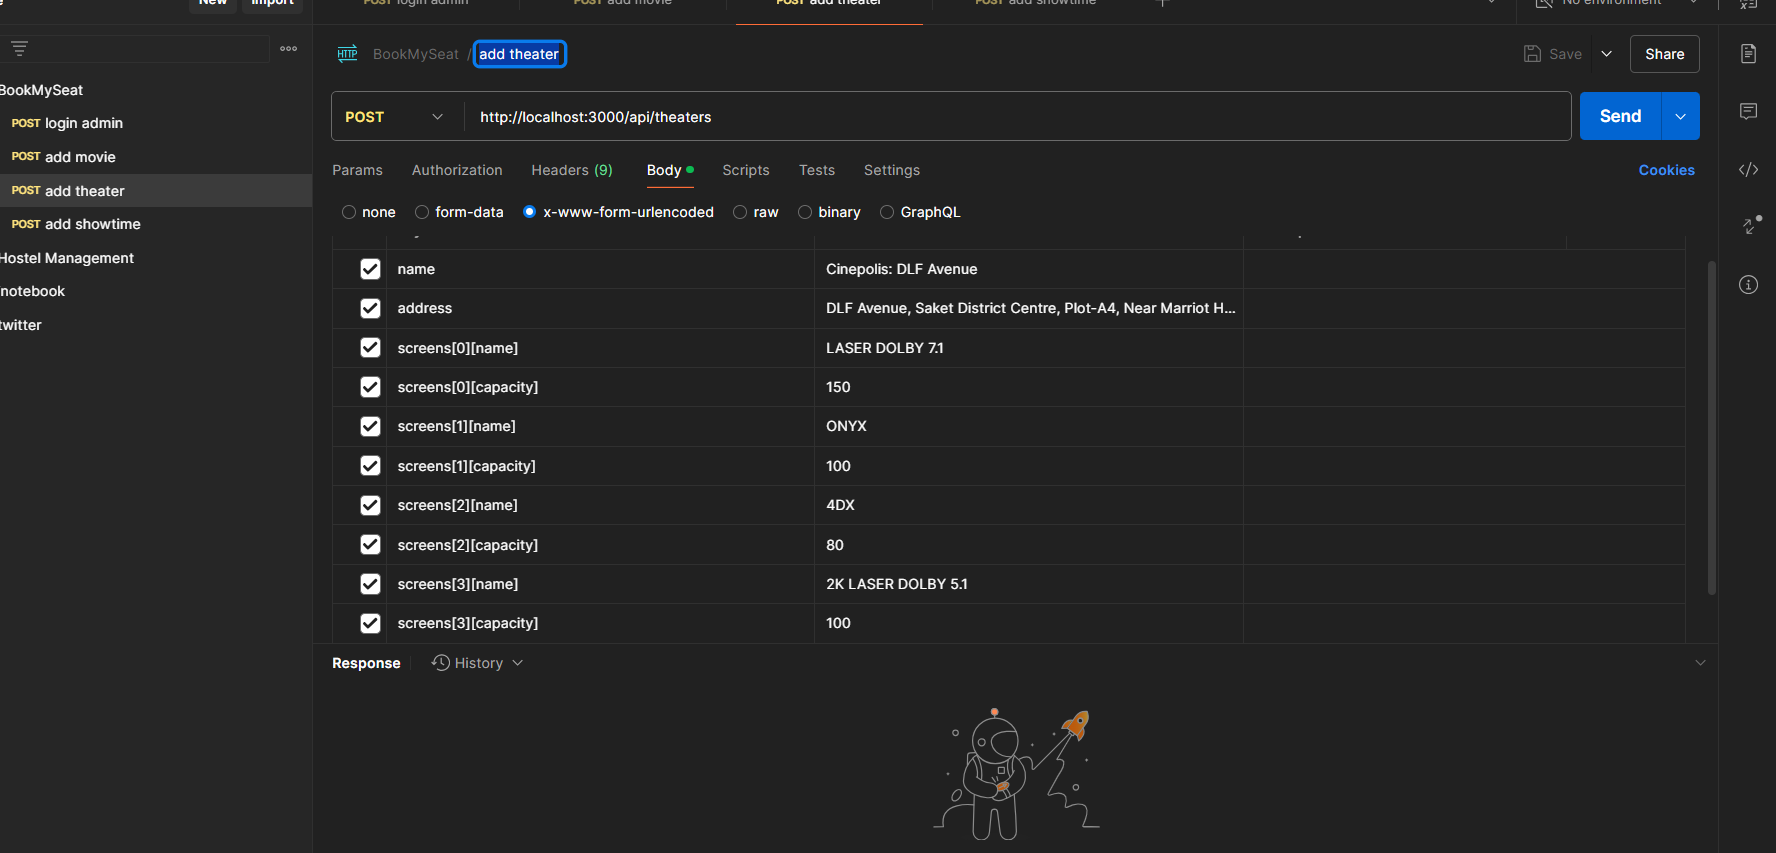 New Import
POST login admin POST add movie POST add theater POST add showtime No environment
HTTP BookMySeat / add theater Save Share
BookMySeat
POST login admin
POST add movie
POST add theater
POST add showtime
Hostel Management
notebook
twitter
POST http://localhost:3000/api/theaters Send
Params Authorization Headers (9) Body Scripts Tests Settings Cookies
none form-data x-www-form-urlencoded raw binary GraphQL
name Cinepolis: DLF Avenue
address DLF Avenue, Saket District Centre, Plot-A4, Near Marriot H...
screens[0][name] LASER DOLBY 7.1
screens[0][capacity] 150
screens[1][name] ONYX
screens[1][capacity] 100
screens[2][name] 4DX
screens[2][capacity] 80
screens[3][name] 2K LASER DOLBY 5.1
screens[3][capacity] 100
Response History